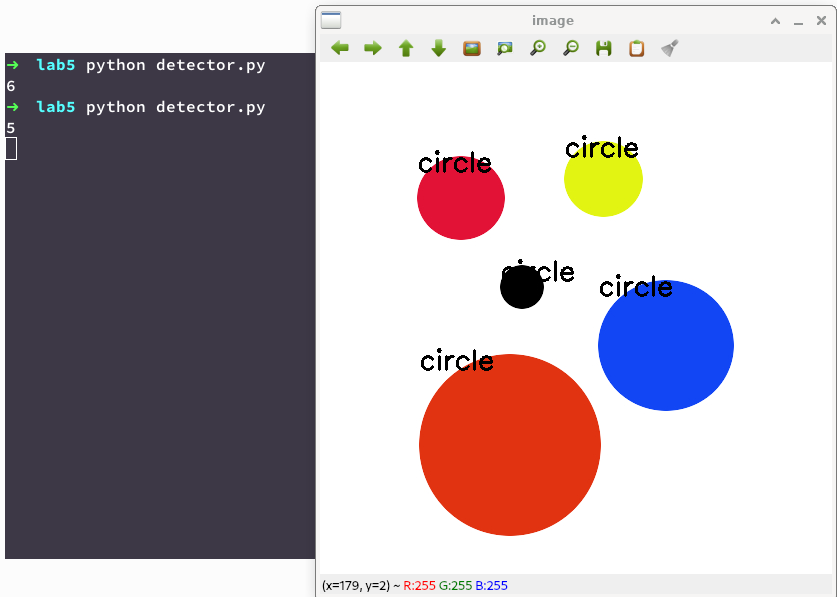 ➜ lab5 python detector.py
6
➜ lab5 python detector.py
5
image
circle
circle
circle
circle
circle
(x=179, y=2) ~ R:255 G:255 B:255